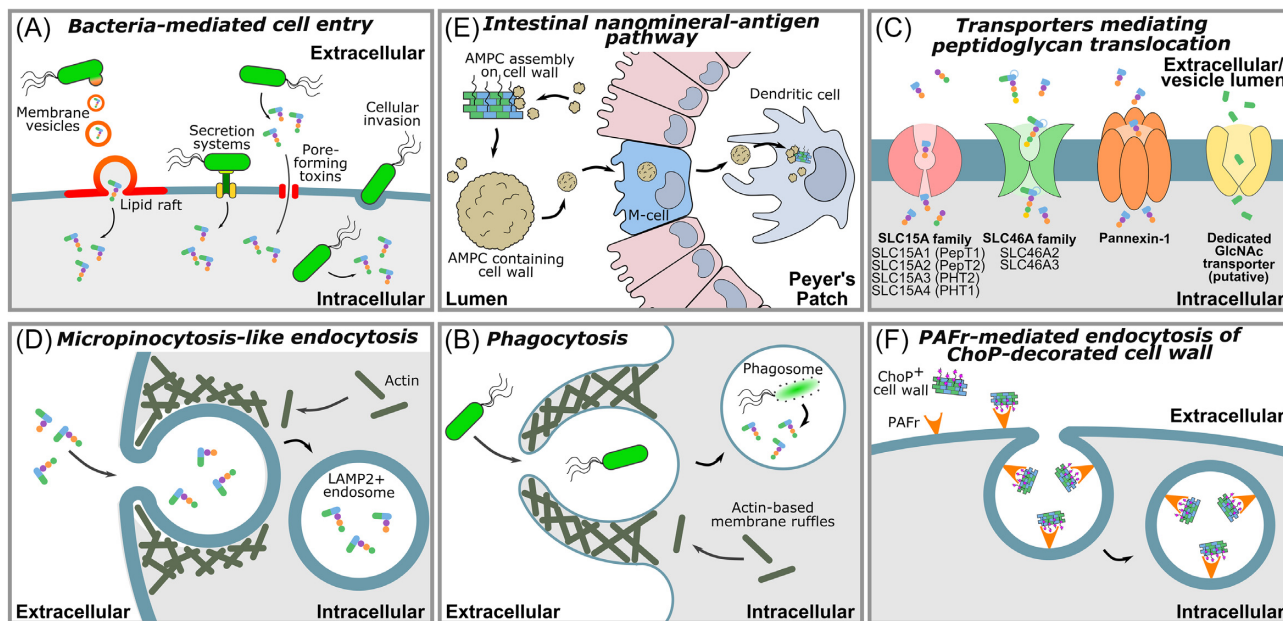 (A) Bacteria-mediated cell entry
Extracellular
Membrane
vesicles
?
?
Secretion
systems
Pore-
forming
toxins
Cellular
invasion
Lipid raft
Intracellular
(E) Intestinal nanomineral-antigen
pathway
AMPC assembly
on cell wall
Dendritic cell
M-cell
AMPC containing
cell wall
Lumen
Peyer's
Patch
(C) Transporters mediating
peptidoglycan translocation
Extracellular/
vesicle lumen
SLC15A family
SLC15A1 (PepT1)
SLC15A2 (PepT2)
SLC15A3 (PHT2)
SLC15A4 (PHT1)
SLC46A family
SLC46A2
SLC46A3
Pannexin-1
Dedicated
GlcNAc
transporter
(putative)
Intracellular
(D) Micropinocytosis-like endocytosis
Actin
LAMP2+
endosome
Extracellular
Intracellular
(B) Phagocytosis
Phagosome
Actin-based
membrane ruffles
Extracellular
Intracellular
(F) PAFr-mediated endocytosis of
ChoP-decorated cell wall
ChoP+
cell wall
PAFr
Extracellular
Intracellular